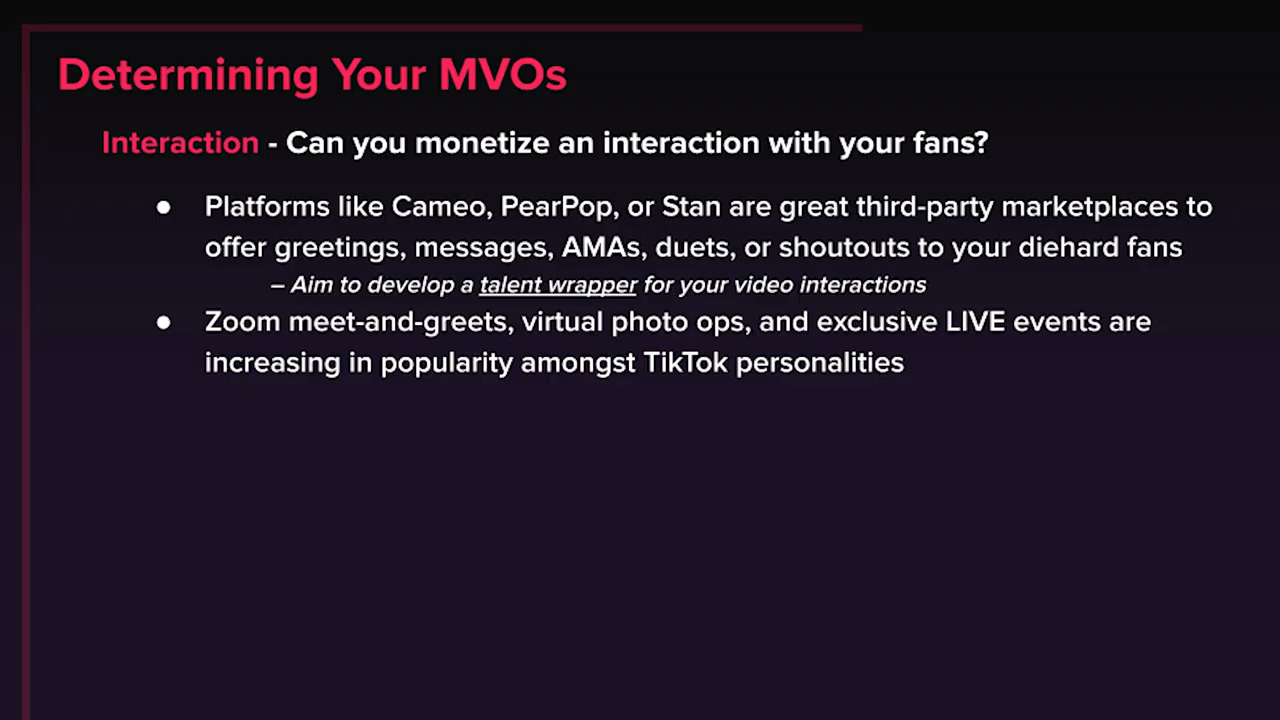 Determining Your MVOs
Interaction - Can you monetize an interaction with your fans?
● Platforms like Cameo, PearPop, or Stan are great third-party marketplaces to
offer greetings, messages, AMAs, duets, or shoutouts to your diehard fans
– Aim to develop a talent wrapper for your video interactions
● Zoom meet-and-greets, virtual photo ops, and exclusive LIVE events are
increasing in popularity amongst TikTok personalities